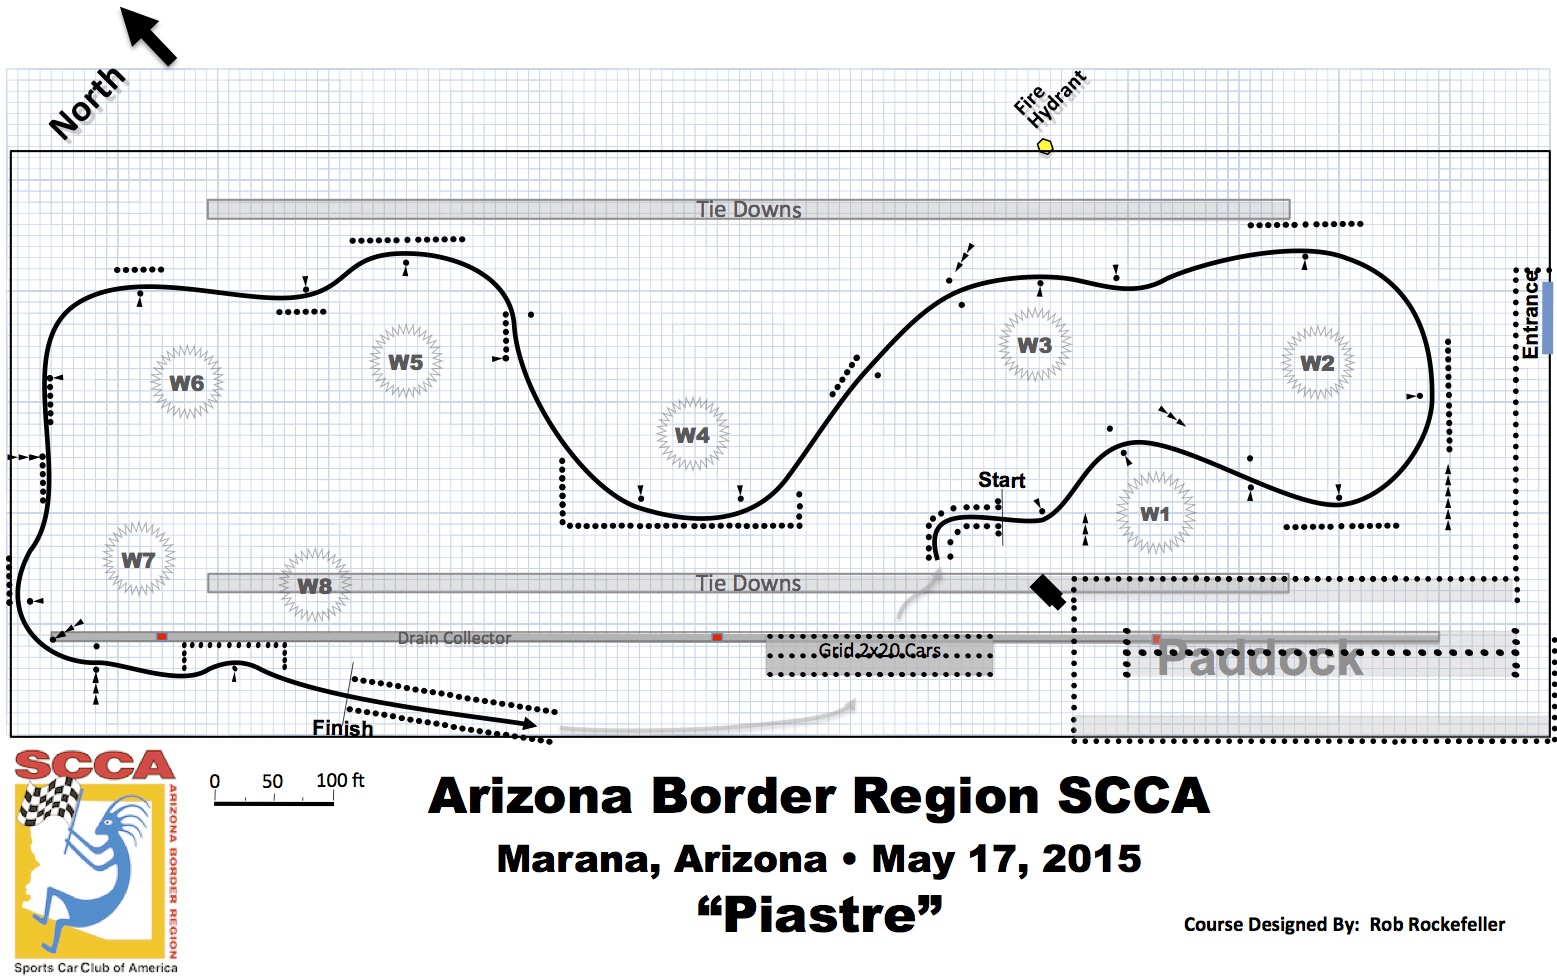 North
Fire
Hydrant
Tie Downs
Entrance
W3
W2
W5
W6
W4
Start
W1
W7
W8
Tie Downs
Drain Collector
Grid 2x20 Cars
Paddock
Finish
SCCA
ARIZONA BORDER REGION
Sports Car Club of America
0 50 100 ft
Arizona Border Region SCCA
Marana, Arizona • May 17, 2015
“Piastre”
Course Designed By: Rob Rockefeller